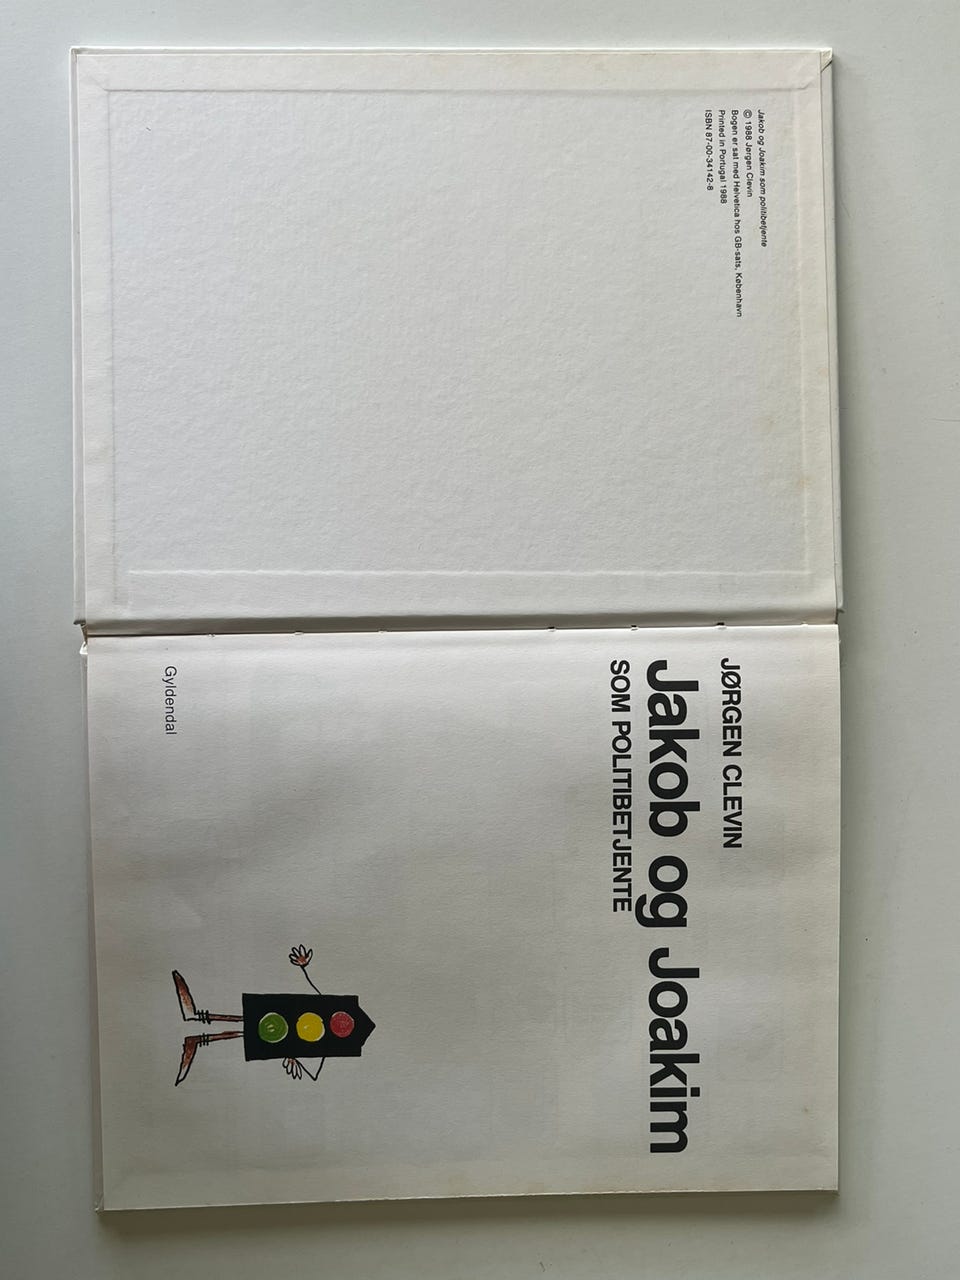 Jakob og Joakim som politibetjente
© 1988 Jørgen Clevin
Bogen er sat med Helvetica hos GB-sats, København
Printed in Portugal 1988
ISBN 87-00-34142-8
JØRGEN CLEVIN
Jakob og Joakim
SOM POLITIBETJENTE
Gyldendal